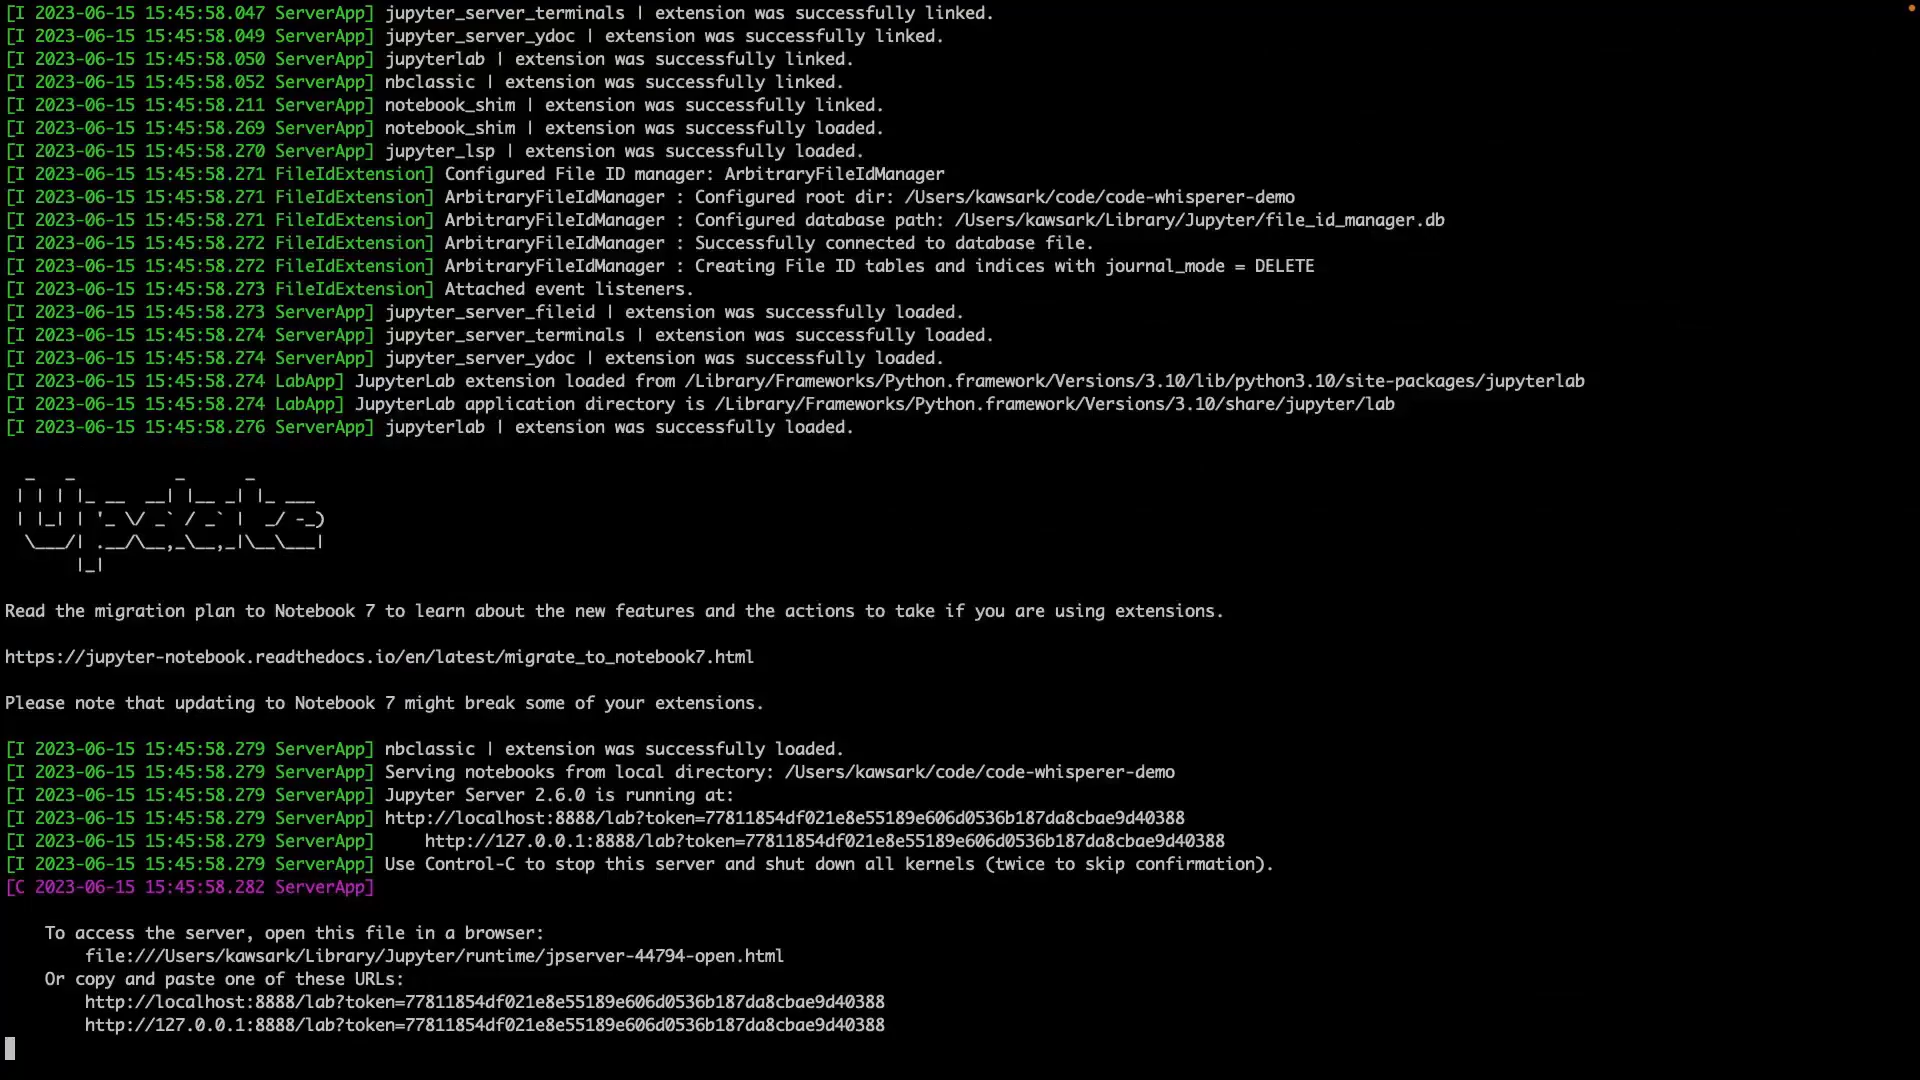 [I 2023-06-15 15:45:58.047 ServerApp] jupyter_server_terminals | extension was successfully linked.
[I 2023-06-15 15:45:58.049 ServerApp] jupyter_server_ydoc | extension was successfully linked.
[I 2023-06-15 15:45:58.050 ServerApp] jupyterlab | extension was successfully linked.
[I 2023-06-15 15:45:58.052 ServerApp] nbclassic | extension was successfully linked.
[I 2023-06-15 15:45:58.211 ServerApp] notebook_shim | extension was successfully linked.
[I 2023-06-15 15:45:58.269 ServerApp] notebook_shim | extension was successfully loaded.
[I 2023-06-15 15:45:58.270 ServerApp] jupyter_lsp | extension was successfully loaded.
[I 2023-06-15 15:45:58.271 FileIdExtension] Configured File ID manager: ArbitraryFileIdManager
[I 2023-06-15 15:45:58.271 FileIdExtension] ArbitraryFileIdManager : Configured root dir: /Users/kawsark/code/code-whisperer-demo
[I 2023-06-15 15:45:58.271 FileIdExtension] ArbitraryFileIdManager : Configured database path: /Users/kawsark/Library/Jupyter/file_id_manager.db
[I 2023-06-15 15:45:58.272 FileIdExtension] ArbitraryFileIdManager : Successfully connected to database file.
[I 2023-06-15 15:45:58.272 FileIdExtension] ArbitraryFileIdManager : Creating File ID tables and indices with journal_mode = DELETE
[I 2023-06-15 15:45:58.273 FileIdExtension] Attached event listeners.
[I 2023-06-15 15:45:58.273 ServerApp] jupyter_server_fileid | extension was successfully loaded.
[I 2023-06-15 15:45:58.274 ServerApp] jupyter_server_terminals | extension was successfully loaded.
[I 2023-06-15 15:45:58.274 ServerApp] jupyter_server_ydoc | extension was successfully loaded.
[I 2023-06-15 15:45:58.274 LabApp] JupyterLab extension loaded from /Library/Frameworks/Python.framework/Versions/3.10/lib/python3.10/site-packages/jupyterlab
[I 2023-06-15 15:45:58.274 LabApp] JupyterLab application directory is /Library/Frameworks/Python.framework/Versions/3.10/share/jupyter/lab
[I 2023-06-15 15:45:58.276 ServerApp] jupyterlab | extension was successfully loaded.
Update
Read the migration plan to Notebook 7 to learn about the new features and the actions to take if you are using extensions.
https://jupyter-notebook.readthedocs.io/en/latest/migrate_to_notebook7.html
Please note that updating to Notebook 7 might break some of your extensions.
[I 2023-06-15 15:45:58.279 ServerApp] nbclassic | extension was successfully loaded.
[I 2023-06-15 15:45:58.279 ServerApp] Serving notebooks from local directory: /Users/kawsark/code/code-whisperer-demo
[I 2023-06-15 15:45:58.279 ServerApp] Jupyter Server 2.6.0 is running at:
[I 2023-06-15 15:45:58.279 ServerApp] http://localhost:8888/lab?token=77811854df021e8e55189e606d0536b187da8cbae9d40388
[I 2023-06-15 15:45:58.279 ServerApp]     http://127.0.0.1:8888/lab?token=77811854df021e8e55189e606d0536b187da8cbae9d40388
[I 2023-06-15 15:45:58.279 ServerApp] Use Control-C to stop this server and shut down all kernels (twice to skip confirmation).
[C 2023-06-15 15:45:58.282 ServerApp]
To access the server, open this file in a browser:
file:///Users/kawsark/Library/Jupyter/runtime/jpserver-44794-open.html
Or copy and paste one of these URLs:
http://localhost:8888/lab?token=77811854df021e8e55189e606d0536b187da8cbae9d40388
http://127.0.0.1:8888/lab?token=77811854df021e8e55189e606d0536b187da8cbae9d40388